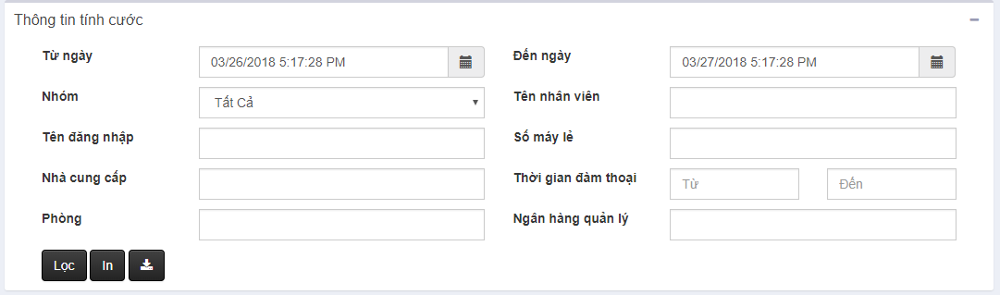 Thông tin tính cước
Từ ngày 03/26/2018 5:17:28 PM Đến ngày 03/27/2018 5:17:28 PM
Nhóm Tất Cả Tên nhân viên
Tên đăng nhập Số máy lẻ
Nhà cung cấp Thời gian đàm thoại Từ Đến
Phòng Ngân hàng quản lý
Lọc In